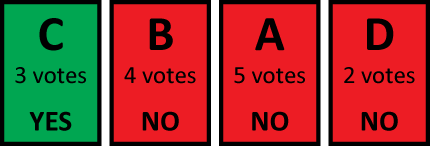 C
3 votes
YES
B
4 votes
NO
A
5 votes
NO
D
2 votes
NO